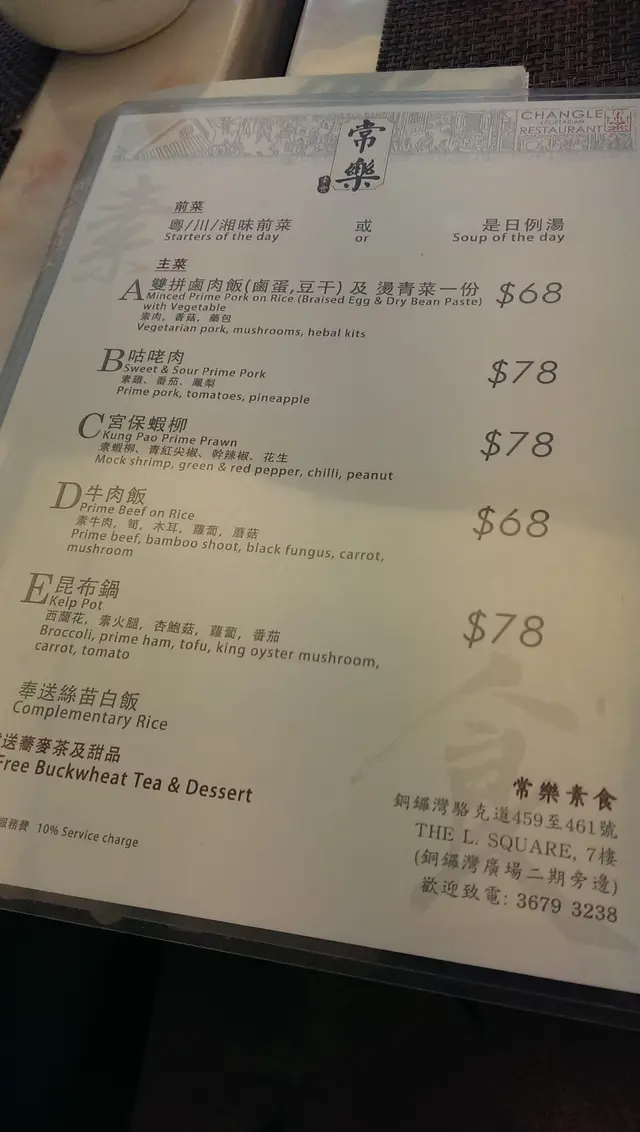 CHANGLE
VEGETARIAN
RESTAURANT
常樂
前菜
粵/川/湘味前菜 或 是日例湯
Starters of the day or Soup of the day
主菜
A 雙拼鹵肉飯(鹵蛋,豆干) 及 燙青菜一份 $68
Minced Prime Pork on Rice (Braised Egg & Dry Bean Paste)
with Vegetable
素肉, 香菇, 藥包
Vegetarian pork, mushrooms, hebal kits
B 咕咾肉 $78
Sweet & Sour Prime Pork
素雞、番茄、鳳梨
Prime pork, tomatoes, pineapple
C 宮保蝦柳 $78
Kung Pao Prime Prawn
素蝦柳、青紅尖椒、幹辣椒、花生
Mock shrimp, green & red pepper, chilli, peanut
D 牛肉飯 $68
Prime Beef on Rice
素牛肉, 筍, 木耳, 蘿蔔, 蘑菇
Prime beef, bamboo shoot, black fungus, carrot,
mushroom
E 昆布鍋 $78
Kelp Pot
西蘭花, 素火腿, 杏鮑菇, 蘿蔔, 番茄
Broccoli, prime ham, tofu, king oyster mushroom,
carrot, tomato
奉送絲苗白飯
Complementary Rice
送蕎麥茶及甜品
Free Buckwheat Tea & Dessert
服務費 10% Service charge
常樂素食
銅鑼灣駱克道459至461號
THE L. SQUARE, 7樓
(銅鑼灣廣場二期旁邊)
歡迎致電: 3679 3238